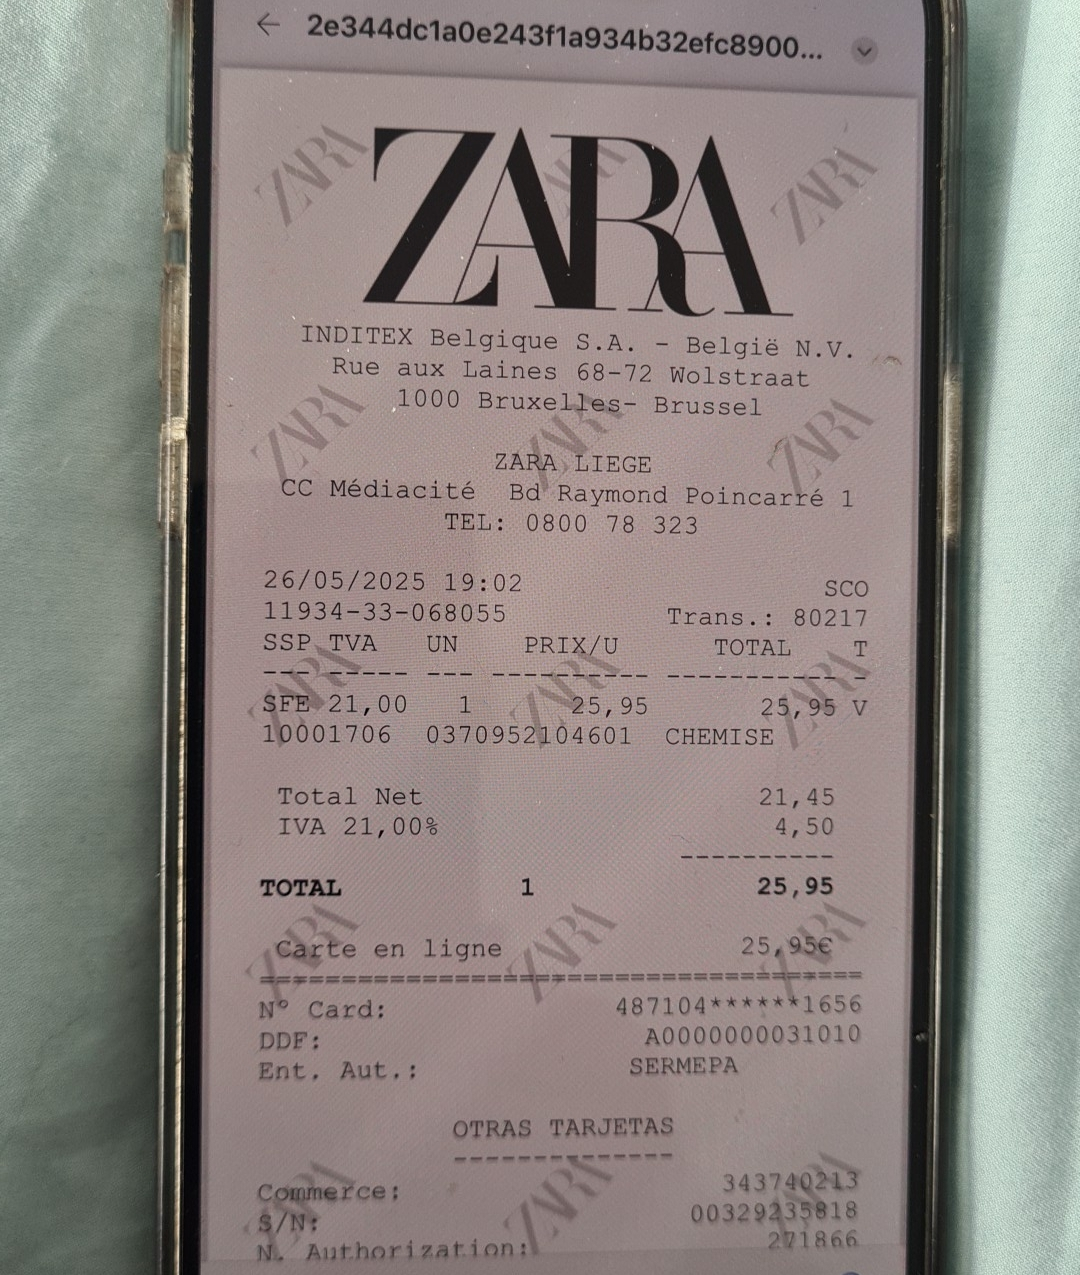 2e344dc1a0e243f1a934b32efc8900...
ZARA
INDITEX Belgique S.A. - België N.V.
Rue aux Laines 68-72 Wolstraat
1000 Bruxelles- Brussel
ZARA LIEGE
CC Médiacité Bd Raymond Poincarré 1
TEL: 0800 78 323
26/05/2025 19:02 SCO
11934-33-068055 Trans.: 80217
SSP TVA UN PRIX/U TOTAL T
--- ----- --- ---------- ----------- -
SFE 21,00 1 25,95 25,95 V
10001706 0370952104601 CHEMISE
Total Net 21,45
IVA 21,00% 4,50
----------
TOTAL 1 25,95
Carte en ligne 25,95€
=====================================
Nº Card: 487104******1656
DDF: A0000000031010
Ent. Aut.: SERMEPA
OTRAS TARJETAS
--------------
Commerce: 343740213
S/N: 00329235818
N. Authorization: 271866